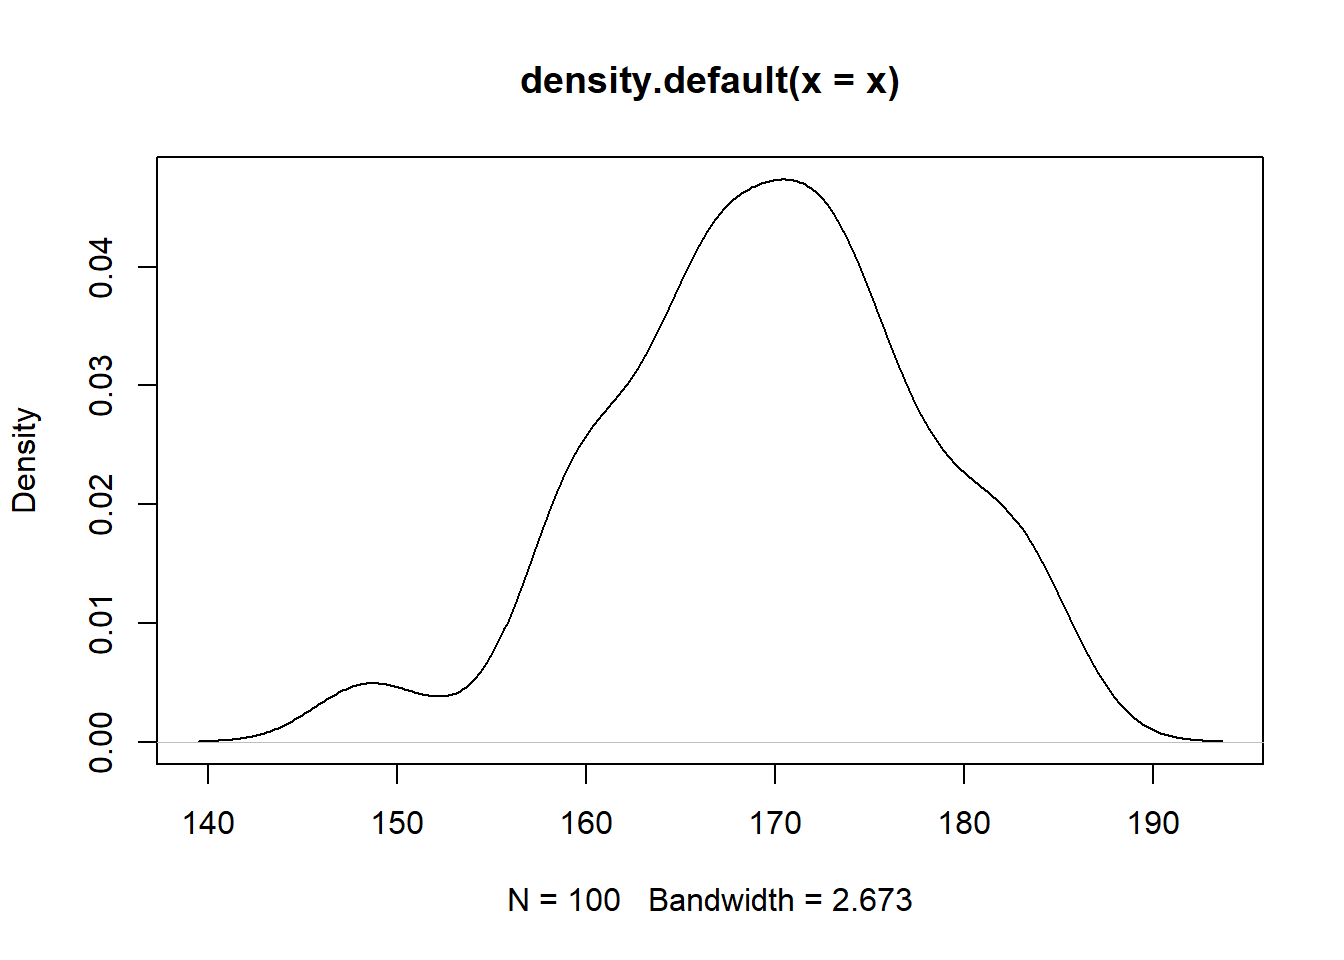 density.default(x = x)
Density
0.00
0.01
0.02
0.03
0.04
140 150 160 170 180 190
N = 100   Bandwidth = 2.673